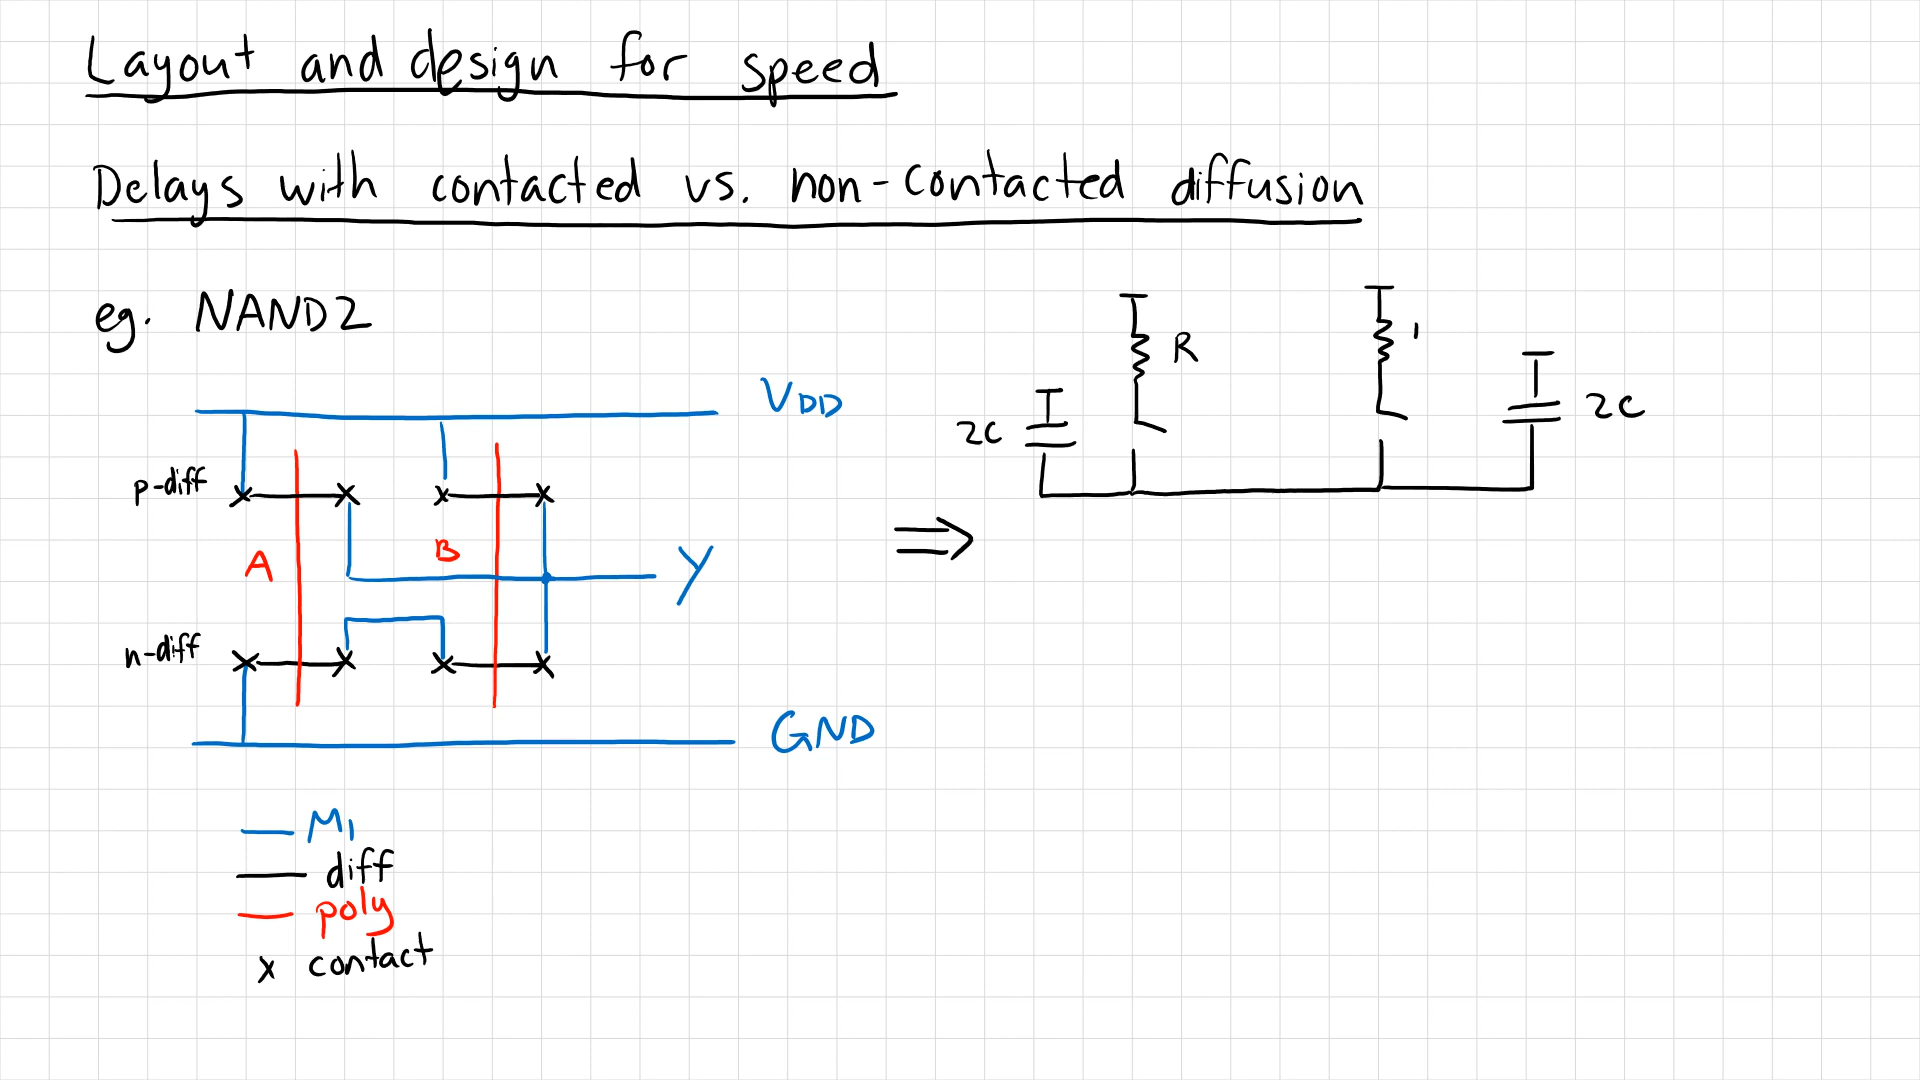 Layout and design for speed
Delays with contacted vs. non-contacted diffusion
eg. NAND2
VDD
p-diff
A
B
Y
n-diff
GND
M1
diff
poly
x contact
⇒
2C
R
2C